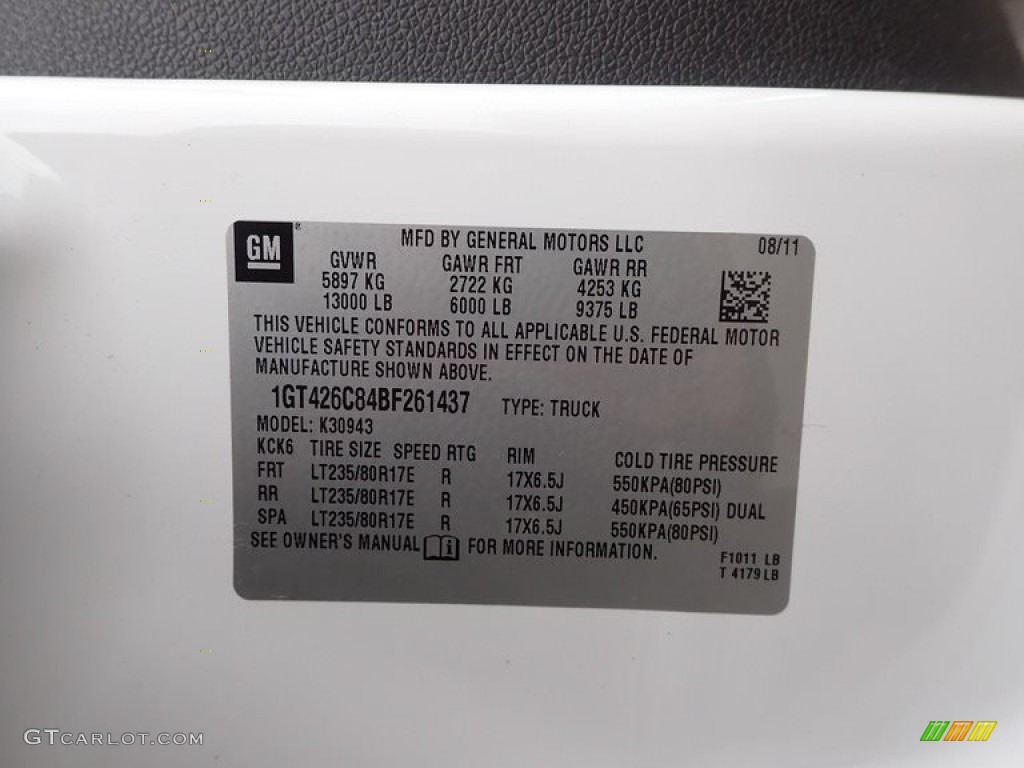 GM ® MFD BY GENERAL MOTORS LLC 08/11
GVWR GAWR FRT GAWR RR
5897 KG 2722 KG 4253 KG
13000 LB 6000 LB 9375 LB
THIS VEHICLE CONFORMS TO ALL APPLICABLE U.S. FEDERAL MOTOR
VEHICLE SAFETY STANDARDS IN EFFECT ON THE DATE OF
MANUFACTURE SHOWN ABOVE.
1GT426C84BF261437 TYPE: TRUCK
MODEL: K30943
KCK6 TIRE SIZE SPEED RTG RIM COLD TIRE PRESSURE
FRT LT235/80R17E R 17X6.5J 550KPA(80PSI)
RR LT235/80R17E R 17X6.5J 450KPA(65PSI) DUAL
SPA LT235/80R17E R 17X6.5J 550KPA(80PSI)
SEE OWNER'S MANUAL i FOR MORE INFORMATION.
F1011 LB
T 4179 LB
GTCARLOT.COM